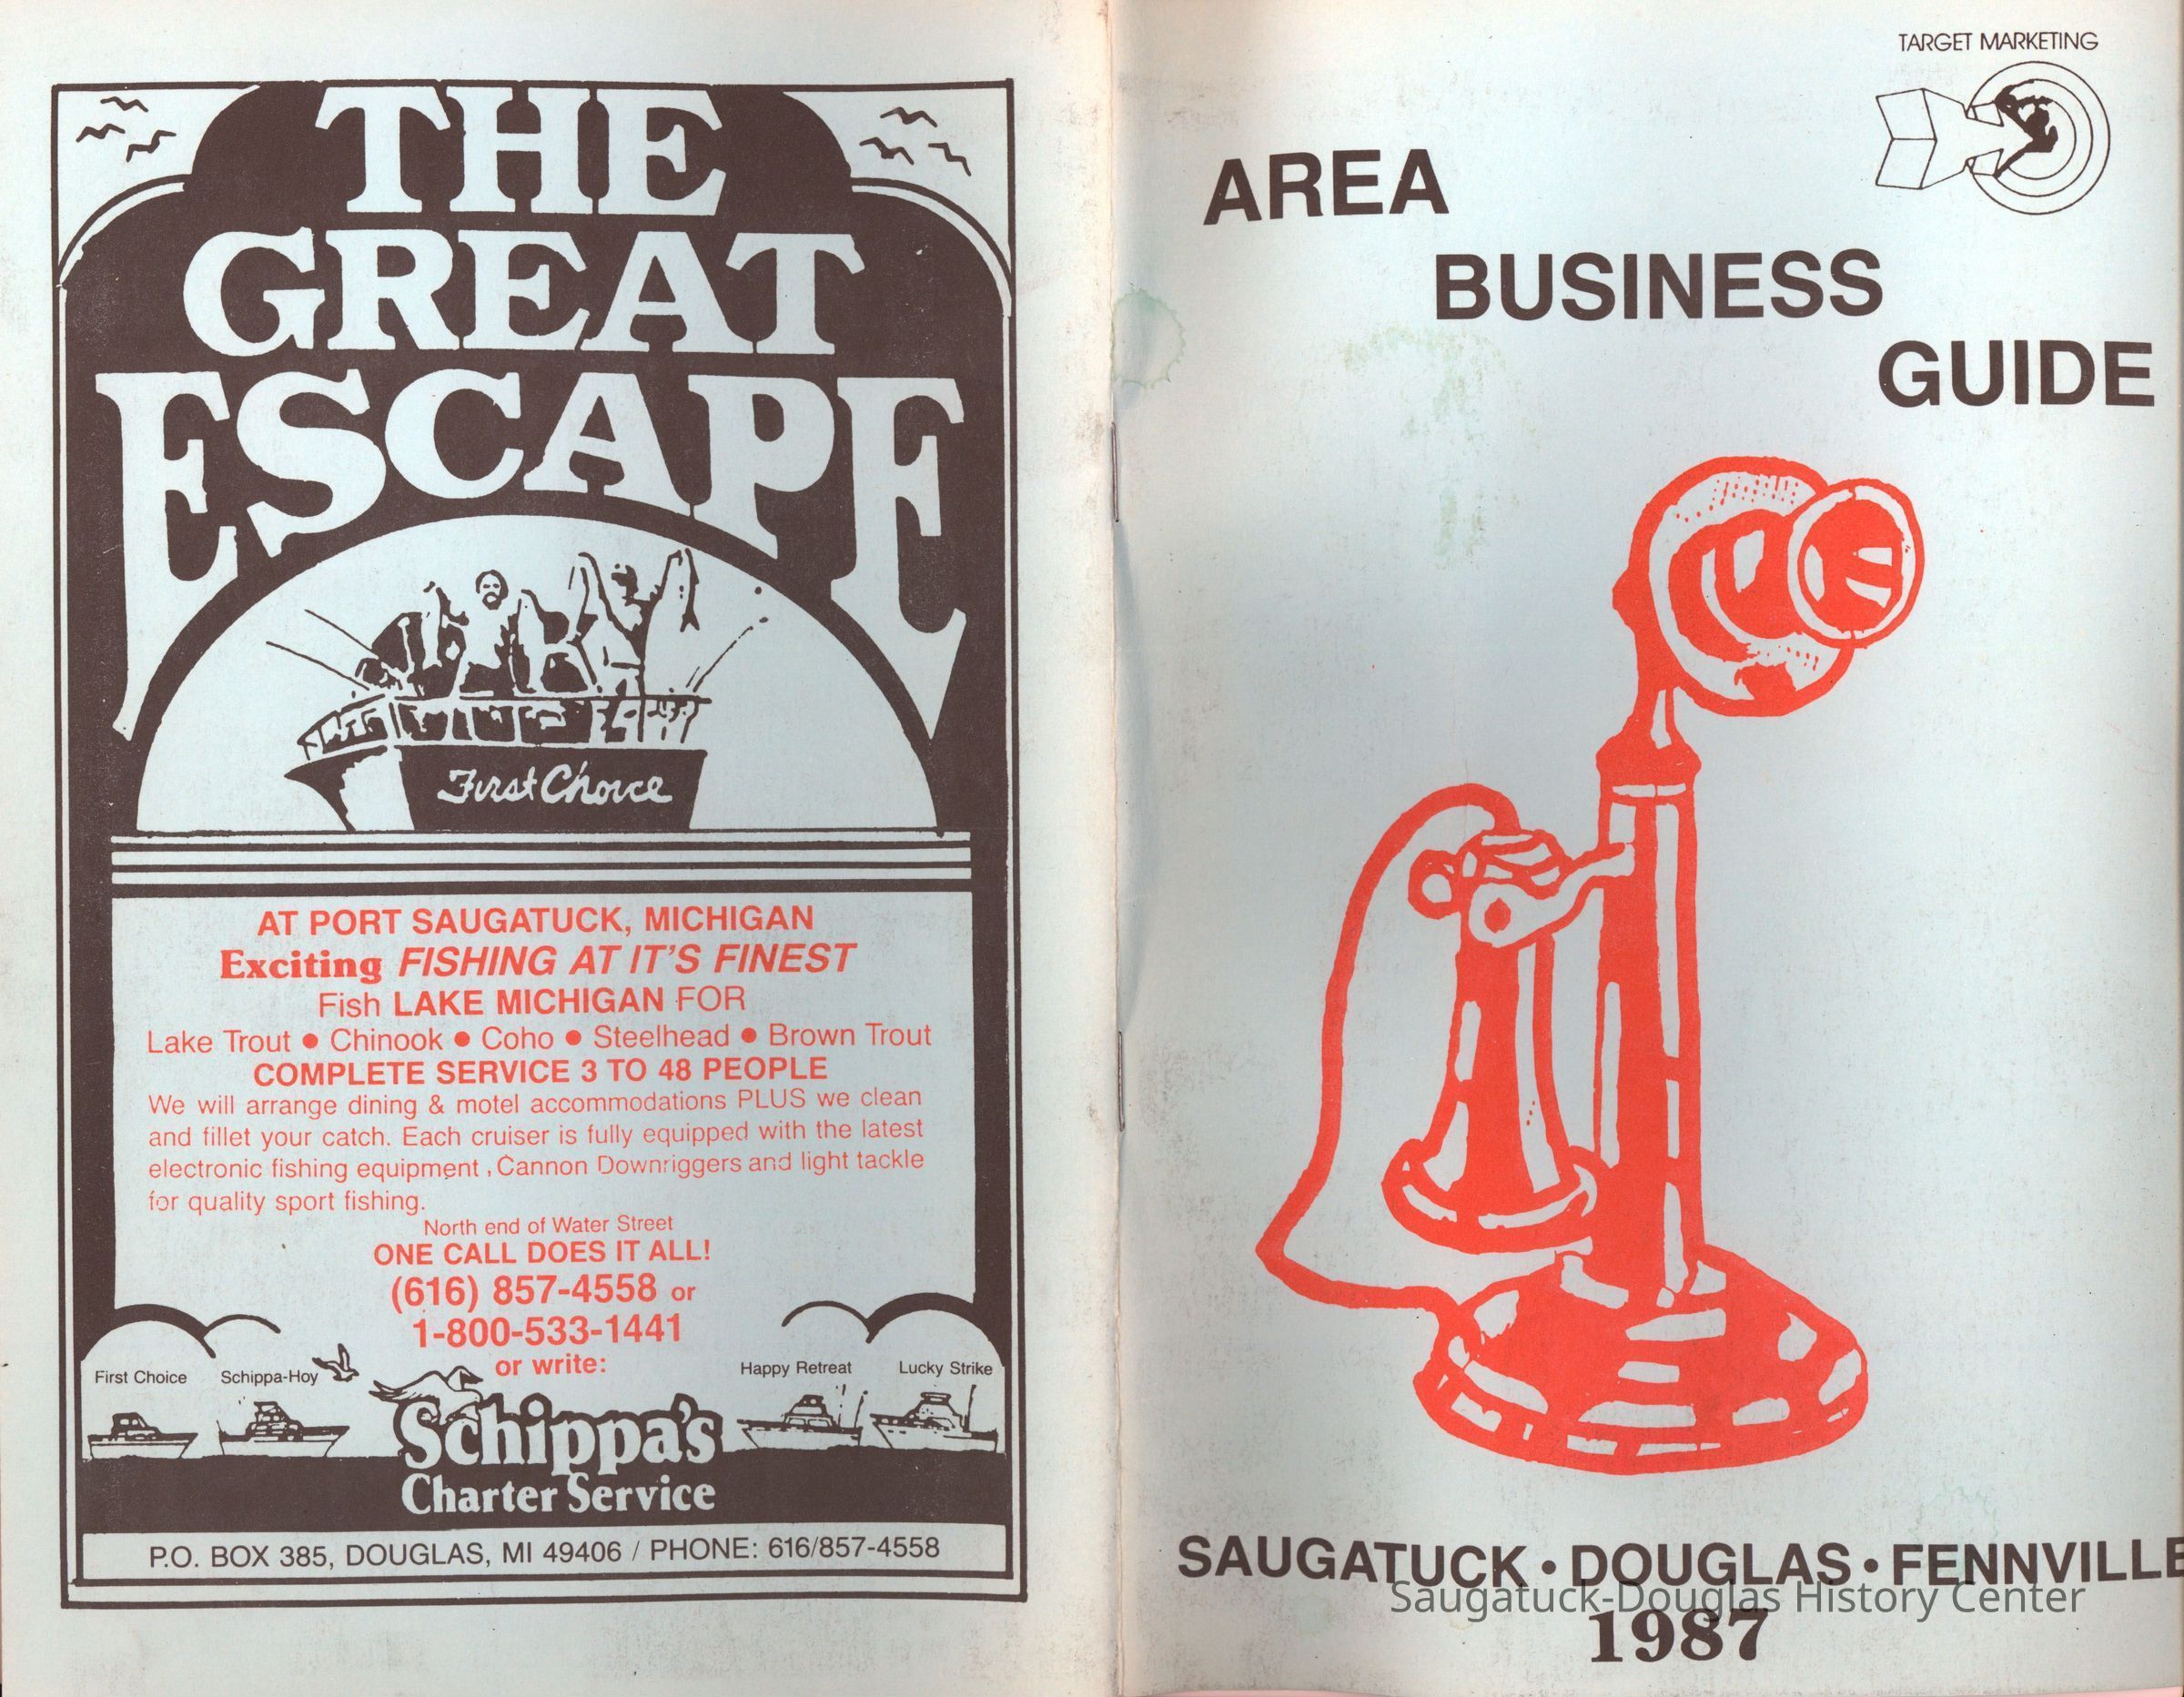 THE
GREAT
ESCAPE
First Choice
AT PORT SAUGATUCK, MICHIGAN
Exciting FISHING AT IT'S FINEST
Fish LAKE MICHIGAN FOR
Lake Trout • Chinook • Coho • Steelhead • Brown Trout
COMPLETE SERVICE 3 TO 48 PEOPLE
We will arrange dining & motel accommodations PLUS we clean
and fillet your catch. Each cruiser is fully equipped with the latest
electronic fishing equipment , Cannon Downriggers and light tackle
for quality sport fishing.
North end of Water Street
ONE CALL DOES IT ALL!
(616) 857-4558 or
1-800-533-1441
or write:
First Choice
Schippa-Hoy
Happy Retreat
Lucky Strike
Schippa's
Charter Service
P.O. BOX 385, DOUGLAS, MI 49406 / PHONE: 616/857-4558
TARGET MARKETING
AREA
BUSINESS
GUIDE
SAUGATUCK • DOUGLAS • FENNVILLE
Saugatuck-Douglas History Center
1987